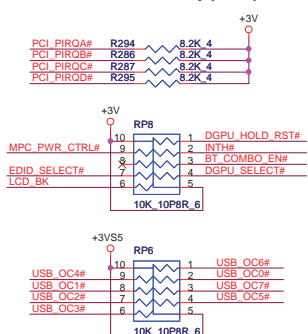 +3V
PCI_PIRQA# R294 8.2K_4
PCI_PIRQB# R286 8.2K_4
PCI_PIRQC# R287 8.2K_4
PCI_PIRQD# R295 8.2K_4
+3V
RP8
10 1 DGPU_HOLD_RST#
MPC_PWR_CTRL# 9 2 INTH#
8 3 BT_COMBO_EN#
EDID_SELECT# 7 4 DGPU_SELECT#
LCD_BK 6 5
10K_10P8R_6
+3VS5
RP6
10 1 USB_OC6#
USB_OC4# 9 2 USB_OC0#
USB_OC1# 8 3 USB_OC7#
USB_OC2# 7 4 USB_OC5#
USB_OC3# 6 5
10K_10P8R_6